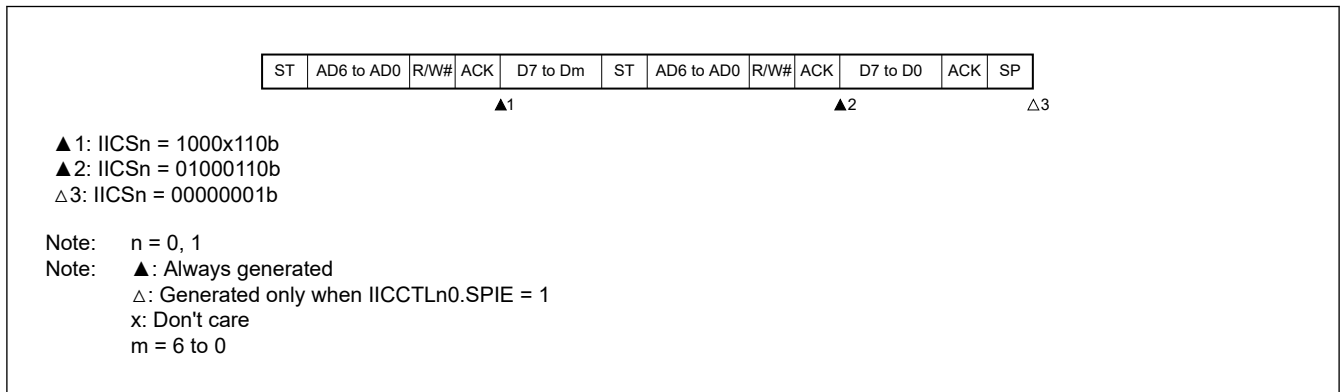 ST AD6 to AD0 R/W# ACK D7 to Dm ST AD6 to AD0 R/W# ACK D7 to D0 ACK SP
▲1 ▲2 △3
▲1: IICSn = 1000x110b
▲2: IICSn = 01000110b
△3: IICSn = 00000001b
Note: n = 0, 1
Note: ▲: Always generated
△: Generated only when IICCTLn0.SPIE = 1
x: Don't care
m = 6 to 0